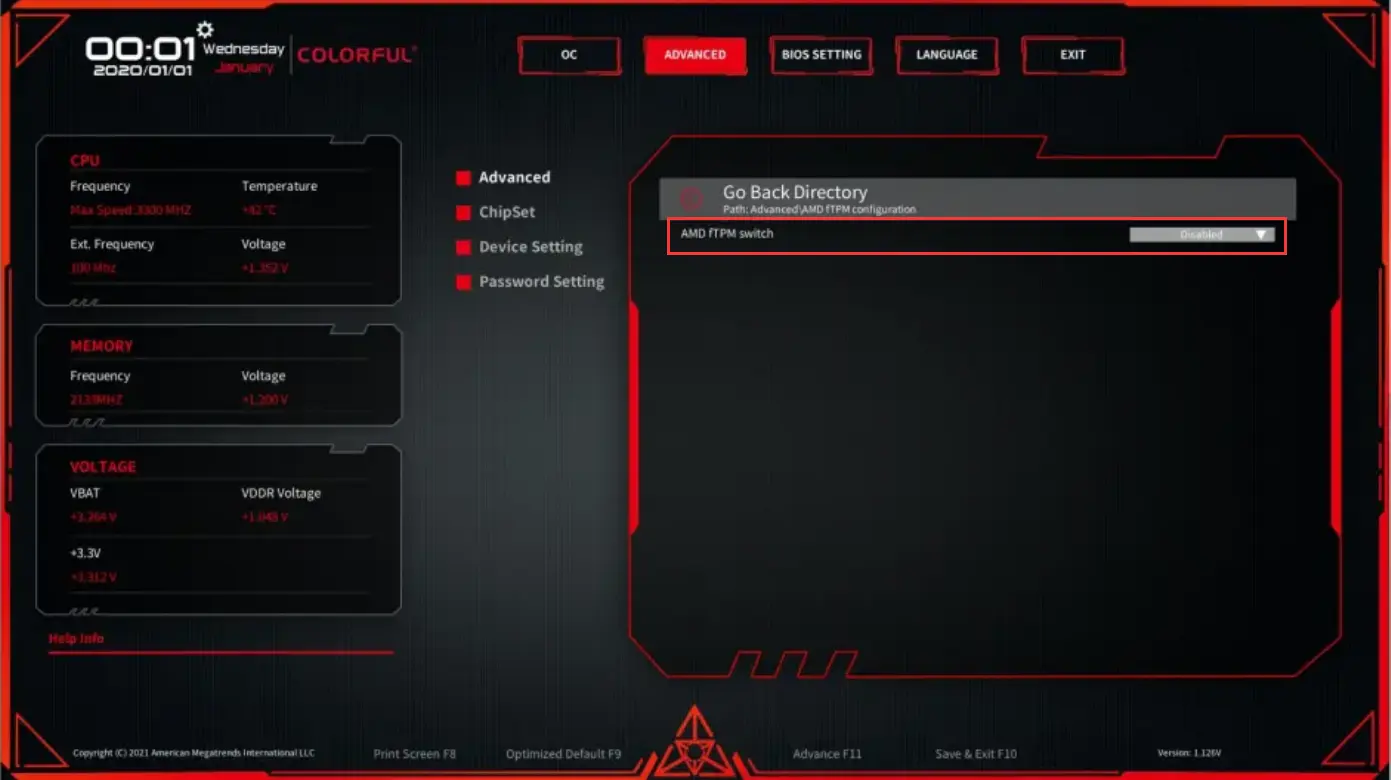 00:01
Wednesday
2020/01/01
January
COLORFUL
OC
ADVANCED
BIOS SETTING
LANGUAGE
EXIT
CPU
Frequency
Temperature
Max Speed:3300 MHZ
+82 °C
Ext. Frequency
Voltage
100 Mhz
+1.352 V
MEMORY
Frequency
Voltage
2133MHZ
+1.200 V
VOLTAGE
VBAT
VDDR Voltage
+3.264 V
+1.048 V
+3.3V
+3.312 V
Help Info
Advanced
ChipSet
Device Setting
Password Setting
Go Back Directory
Path: Advanced\AMD fTPM configuration
AMD fTPM switch
Disabled
Copyright (C) 2021 American Megatrends International LLC
Print Screen F8
Optimized Default F9
Advance F11
Save & Exit F10
Version: 1.126V